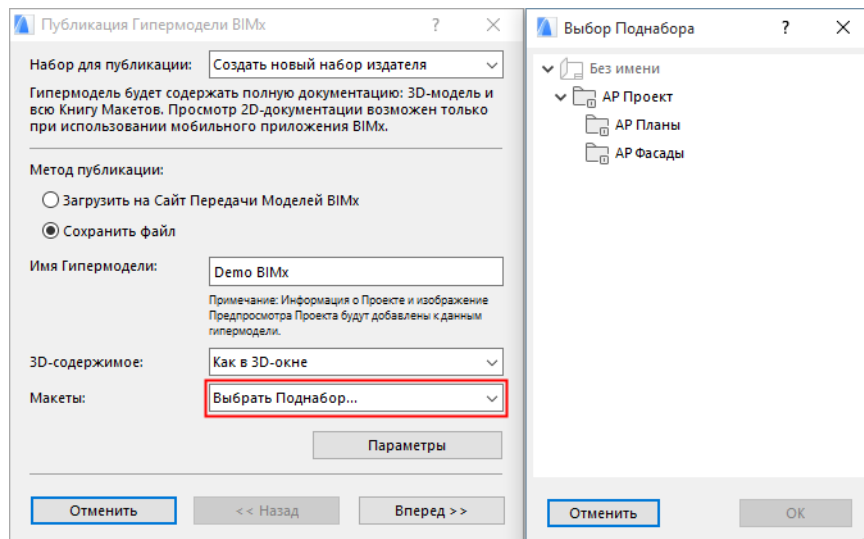 Публикация Гипермодели BIMx
?
Набор для публикации:
Создать новый набор издателя
Гипермодель будет содержать полную документацию: 3D-модель и
всю Книгу Макетов. Просмотр 2D-документации возможен только
при использовании мобильного приложения BIMx.
Метод публикации:
Загрузить на Сайт Передачи Моделей BIMx
Сохранить файл
Имя Гипермодели:
Demo BIMx
Примечание: Информация о Проекте и изображение
Предпросмотра Проекта будут добавлены к данным
гипермодели.
3D-содержимое:
Как в 3D-окне
Макеты:
Выбрать Поднабор...
Параметры
Отменить
<< Назад
Вперед >>
Выбор Поднабора
?
Без имени
АР Проект
АР Планы
АР Фасады
Отменить
ОК